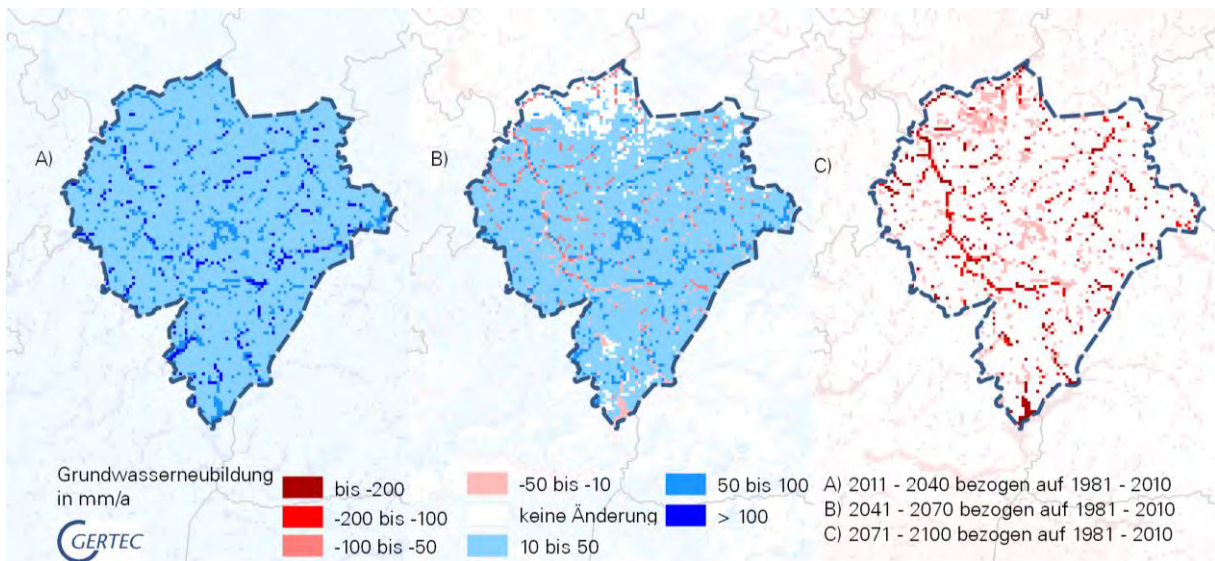 A)
B)
C)
Grundwasserneubildung
in mm/a
GERTEC
bis -200
-200 bis -100
-100 bis -50
-50 bis -10
keine Änderung
10 bis 50
50 bis 100
> 100
A) 2011 - 2040 bezogen auf 1981 - 2010
B) 2041 - 2070 bezogen auf 1981 - 2010
C) 2071 - 2100 bezogen auf 1981 - 2010